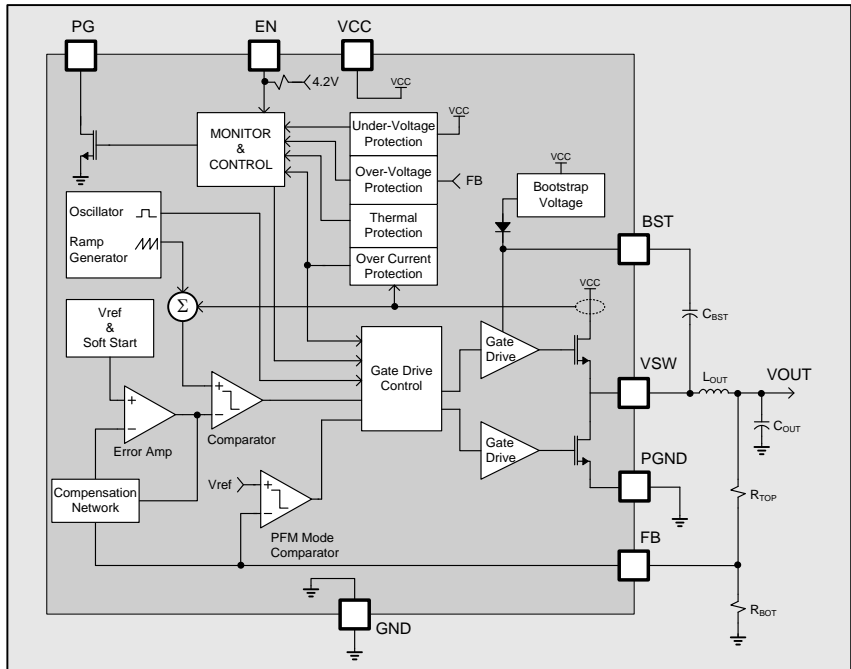 PG
EN
VCC
4.2V
VCC
MONITOR
&
CONTROL
Under-Voltage
Protection
VCC
Over-Voltage
Protection
FB
Thermal
Protection
Over Current
Protection
VCC
Bootstrap
Voltage
Oscillator
Ramp
Generator
BST
Σ
VCC
CBST
Vref
&
Soft Start
Gate Drive
Control
Gate
Drive
VSW
LOUT
VOUT
+
−
Error Amp
+
−
Comparator
COUT
Gate
Drive
PGND
Compensation
Network
Vref
+
−
PFM Mode
Comparator
RTOP
FB
RBOT
GND